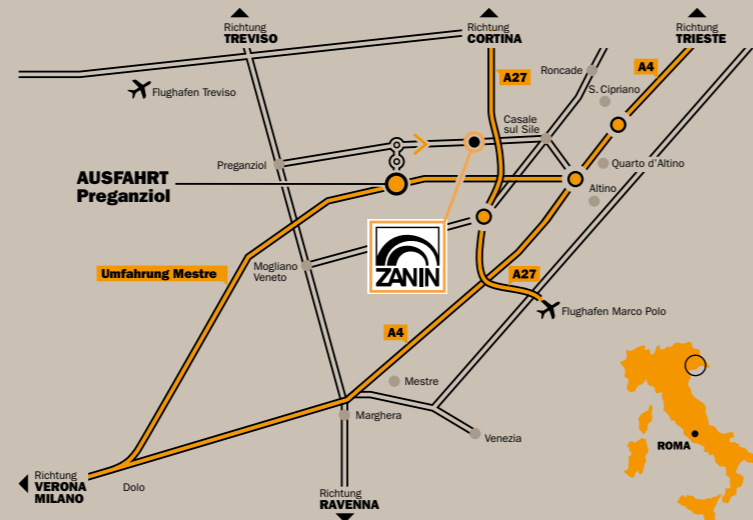 Richtung
TREVISO
Richtung
CORTINA
Richtung
TRIESTE
A27
Roncade
A4
S. Cipriano
Flughafen Treviso
Casale
sul Sile
Preganziol
Quarto d'Altino
AUSFAHRT
Preganziol
Altino
Umfahrung Mestre
Mogliano
Veneto
ZANIN
A27
Flughafen Marco Polo
A4
Mestre
Marghera
Venezia
ROMA
Richtung
VERONA
MILANO
Dolo
Richtung
RAVENNA